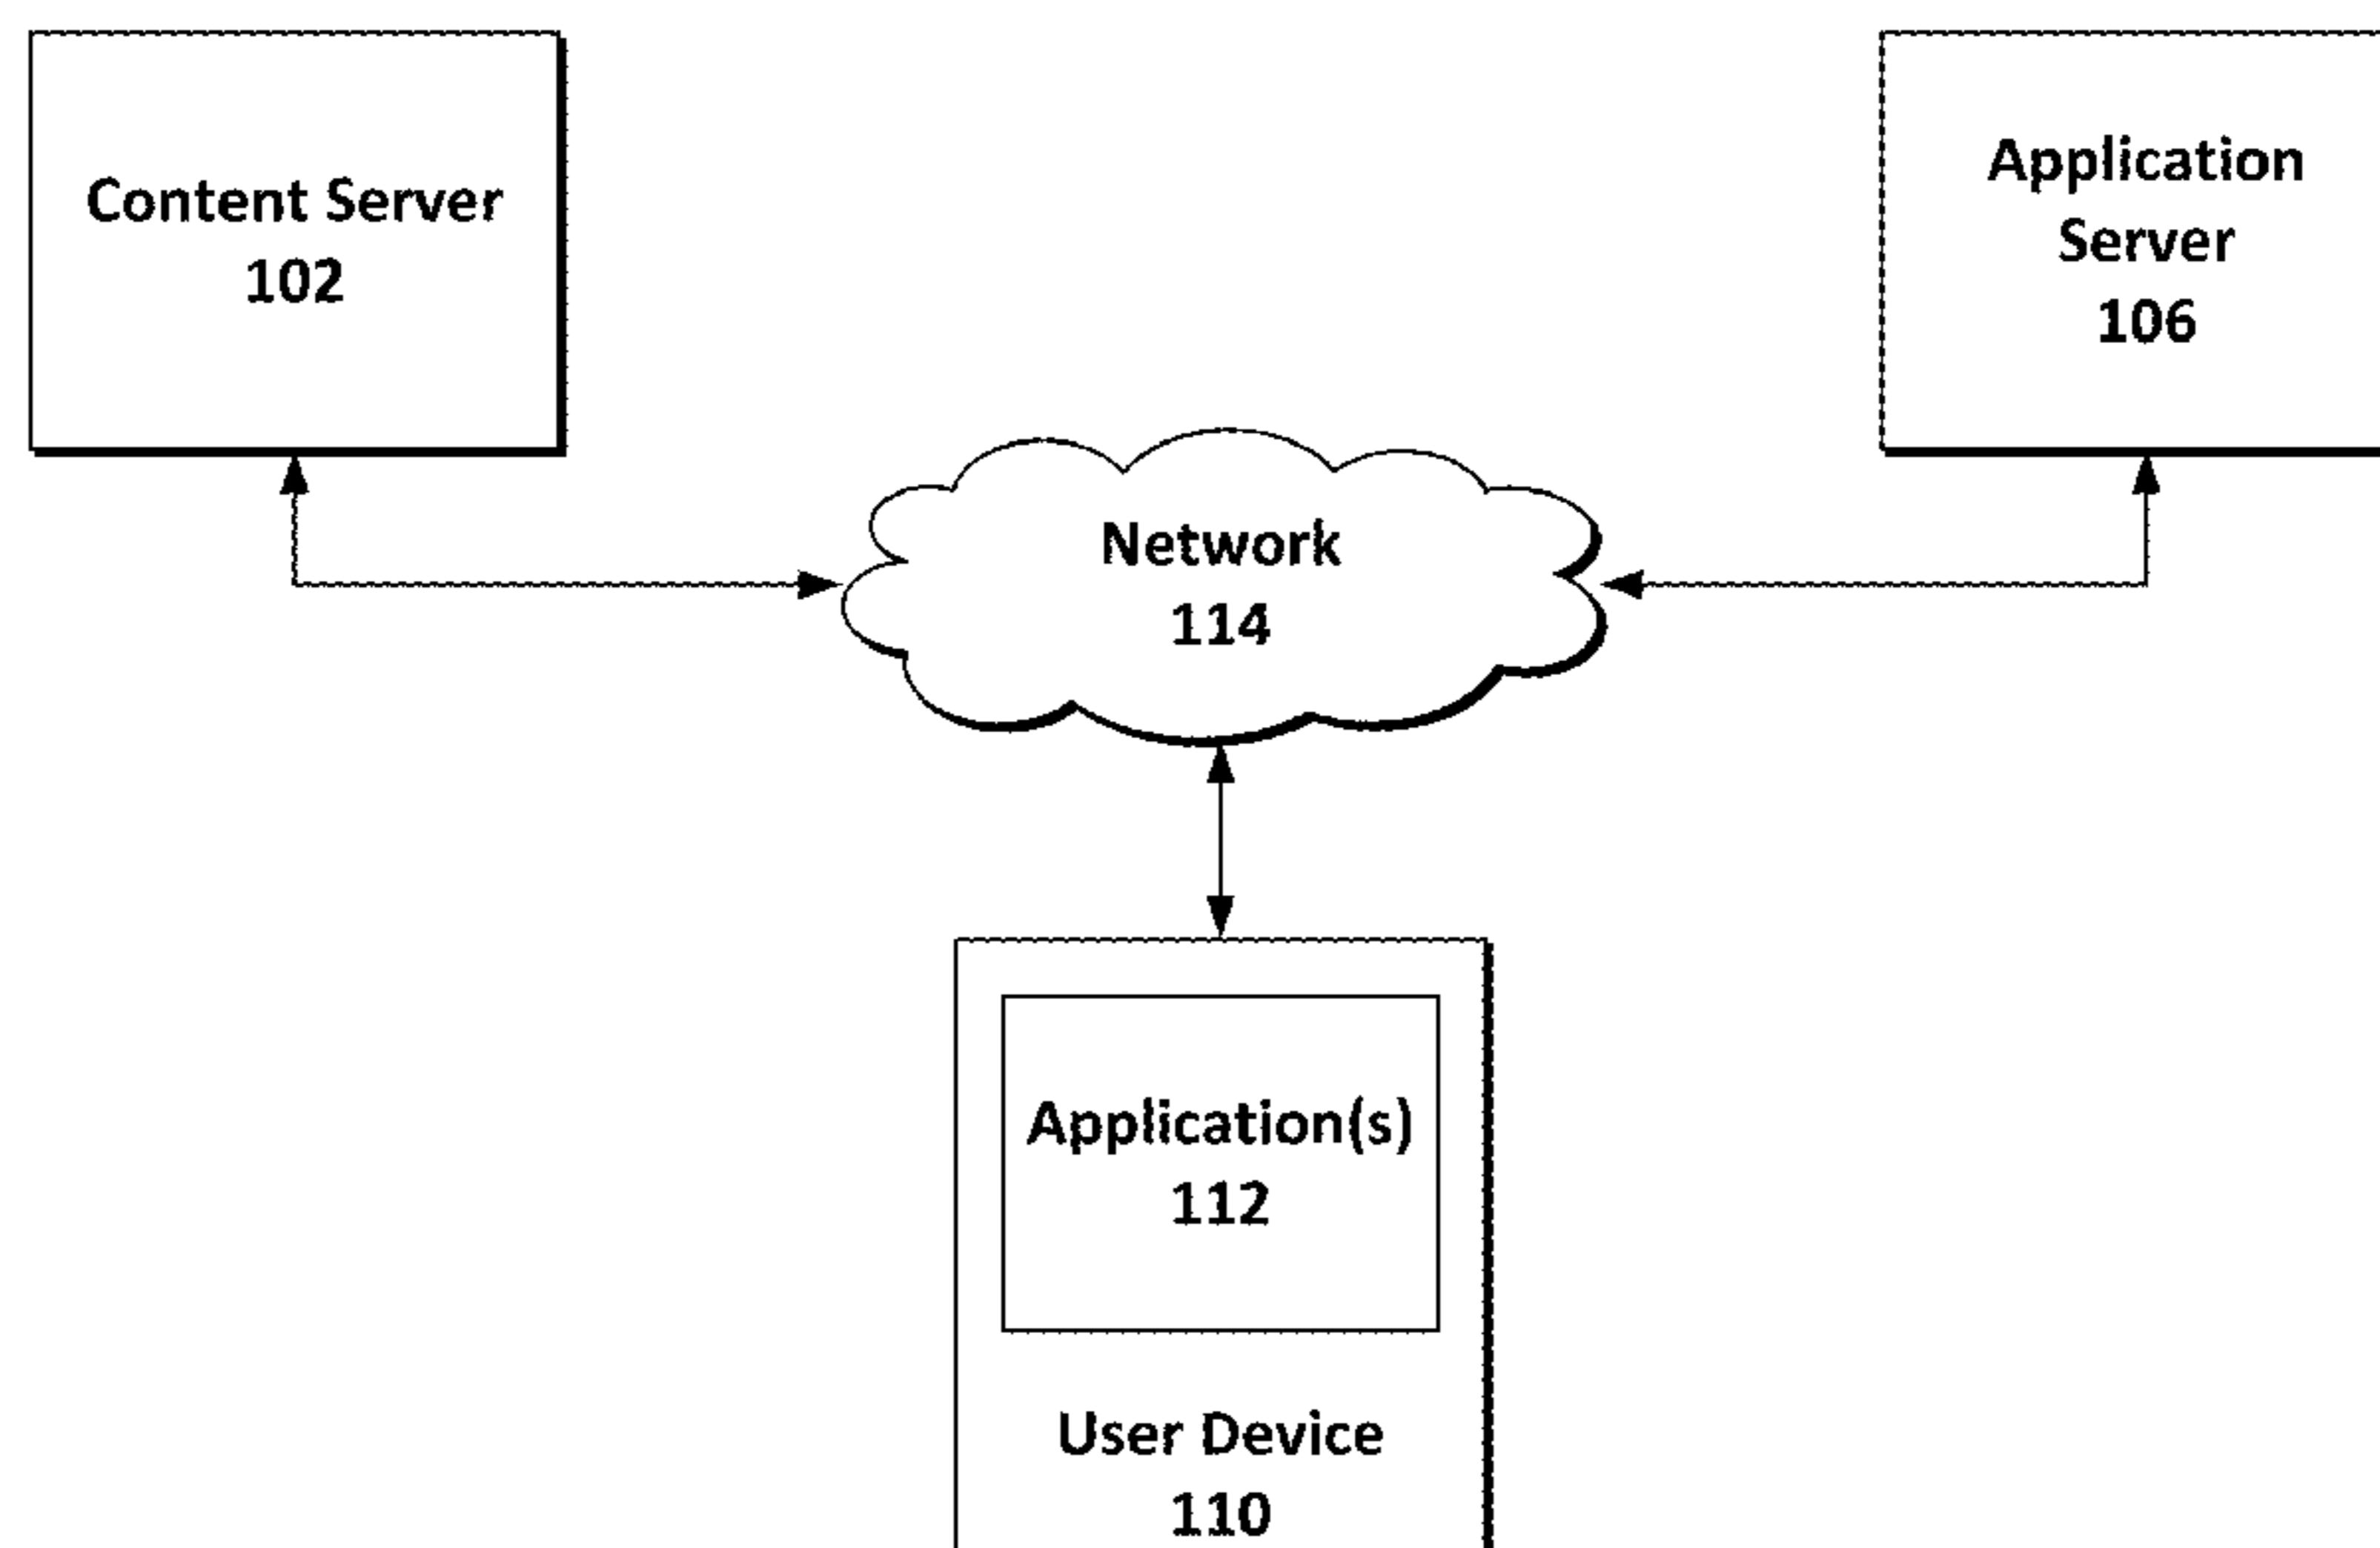 Content Server
102
Application
Server
106
Network
114
Application(s)
112
User Device
110